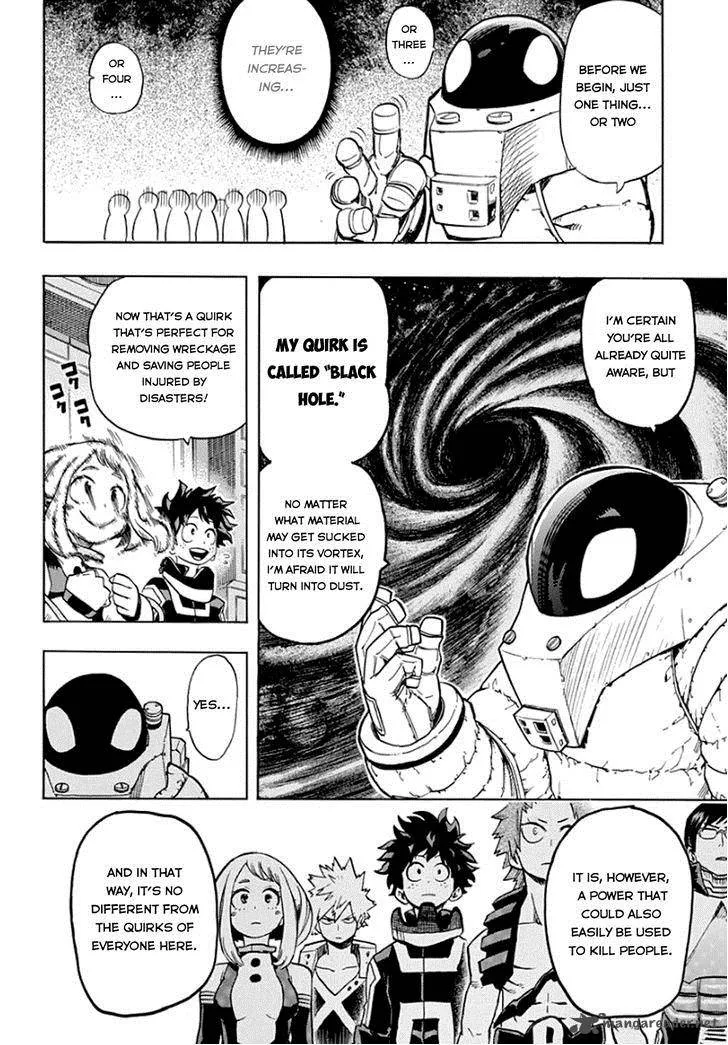 BEFORE WE
BEGIN, JUST
ONE THING...
OR TWO
OR
THREE
...
THEY'RE
INCREAS-
ING...
OR
FOUR
...
I'M CERTAIN
YOU'RE ALL
ALREADY QUITE
AWARE, BUT
MY QUIRK IS
CALLED "BLACK
HOLE."
NO MATTER
WHAT MATERIAL
MAY GET SUCKED
INTO ITS VORTEX,
I'M AFRAID IT WILL
TURN INTO DUST.
NOW THAT'S A QUIRK
THAT'S PERFECT FOR
REMOVING WRECKAGE
AND SAVING PEOPLE
INJURED BY
DISASTERS!
コク
コク
YES...
IT IS, HOWEVER,
A POWER THAT
COULD ALSO
EASILY BE USED
TO KILL PEOPLE.
AND IN THAT
WAY, IT'S NO
DIFFERENT FROM
THE QUIRKS OF
EVERYONE HERE.
mangareader.net